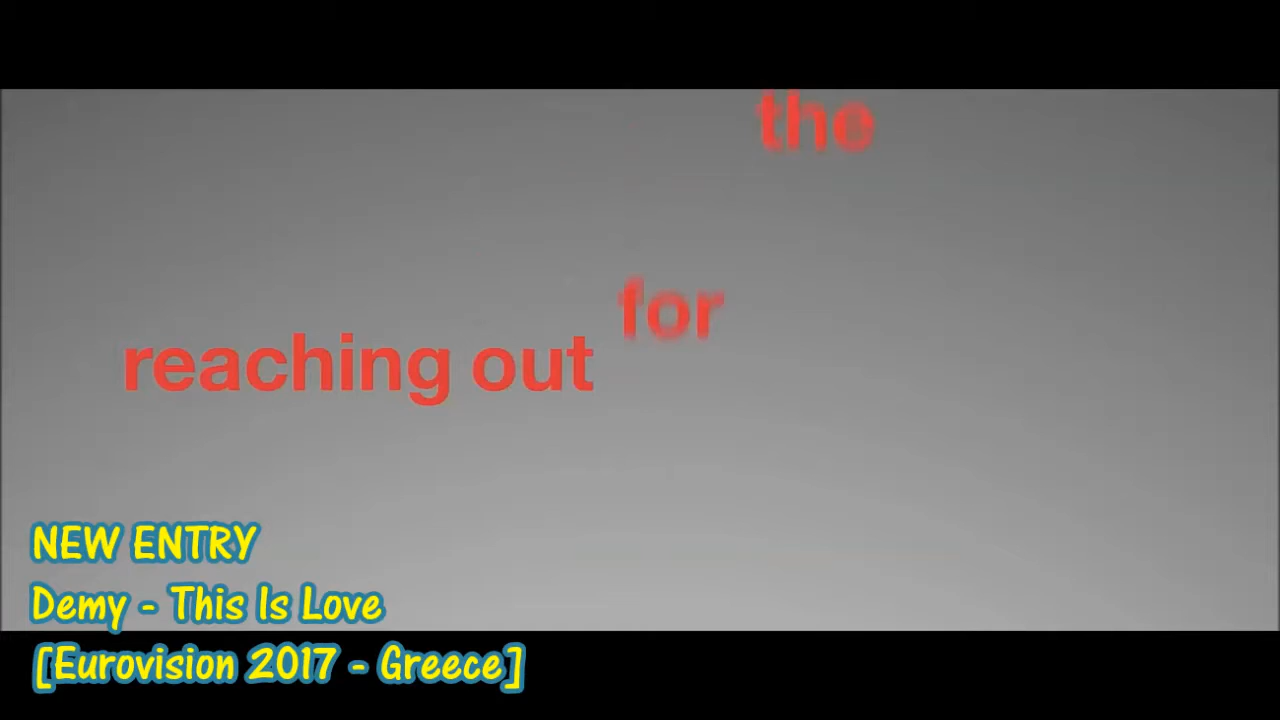 the
for
reaching out
NEW ENTRY
Demy - This Is Love
[Eurovision 2017 - Greece]